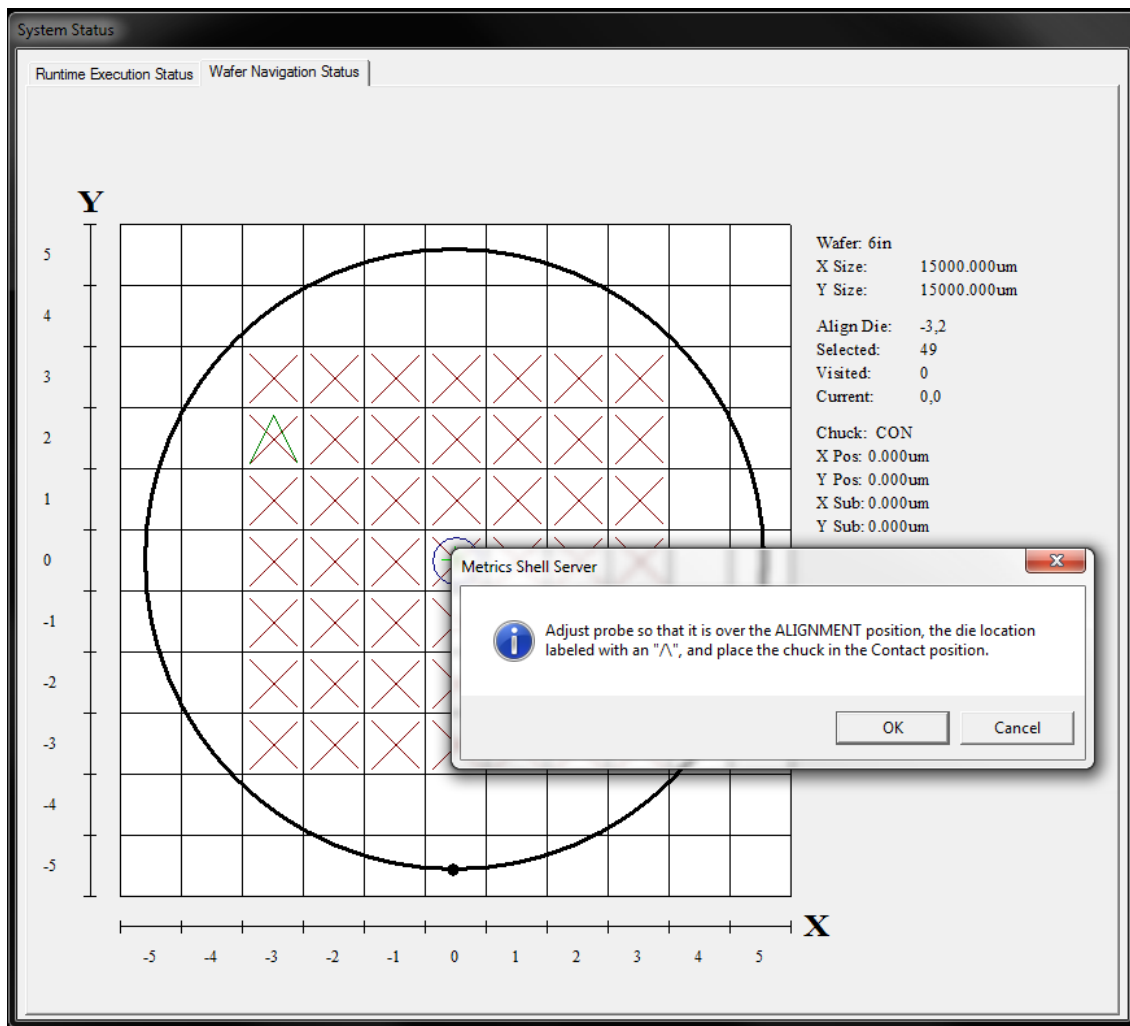 System Status
Runtime Execution Status
Wafer Navigation Status
Y
5
4
3
2
1
0
-1
-2
-3
-4
-5
X
-5 -4 -3 -2 -1 0 1 2 3 4 5
Wafer: 6in
X Size: 15000.000um
Y Size: 15000.000um
Align Die: -3,2
Selected: 49
Visited: 0
Current: 0,0
Chuck: CON
X Pos: 0.000um
Y Pos: 0.000um
X Sub: 0.000um
Y Sub: 0.000um
Metrics Shell Server
Adjust probe so that it is over the ALIGNMENT position, the die location
labeled with an "/\", and place the chuck in the Contact position.
OK
Cancel